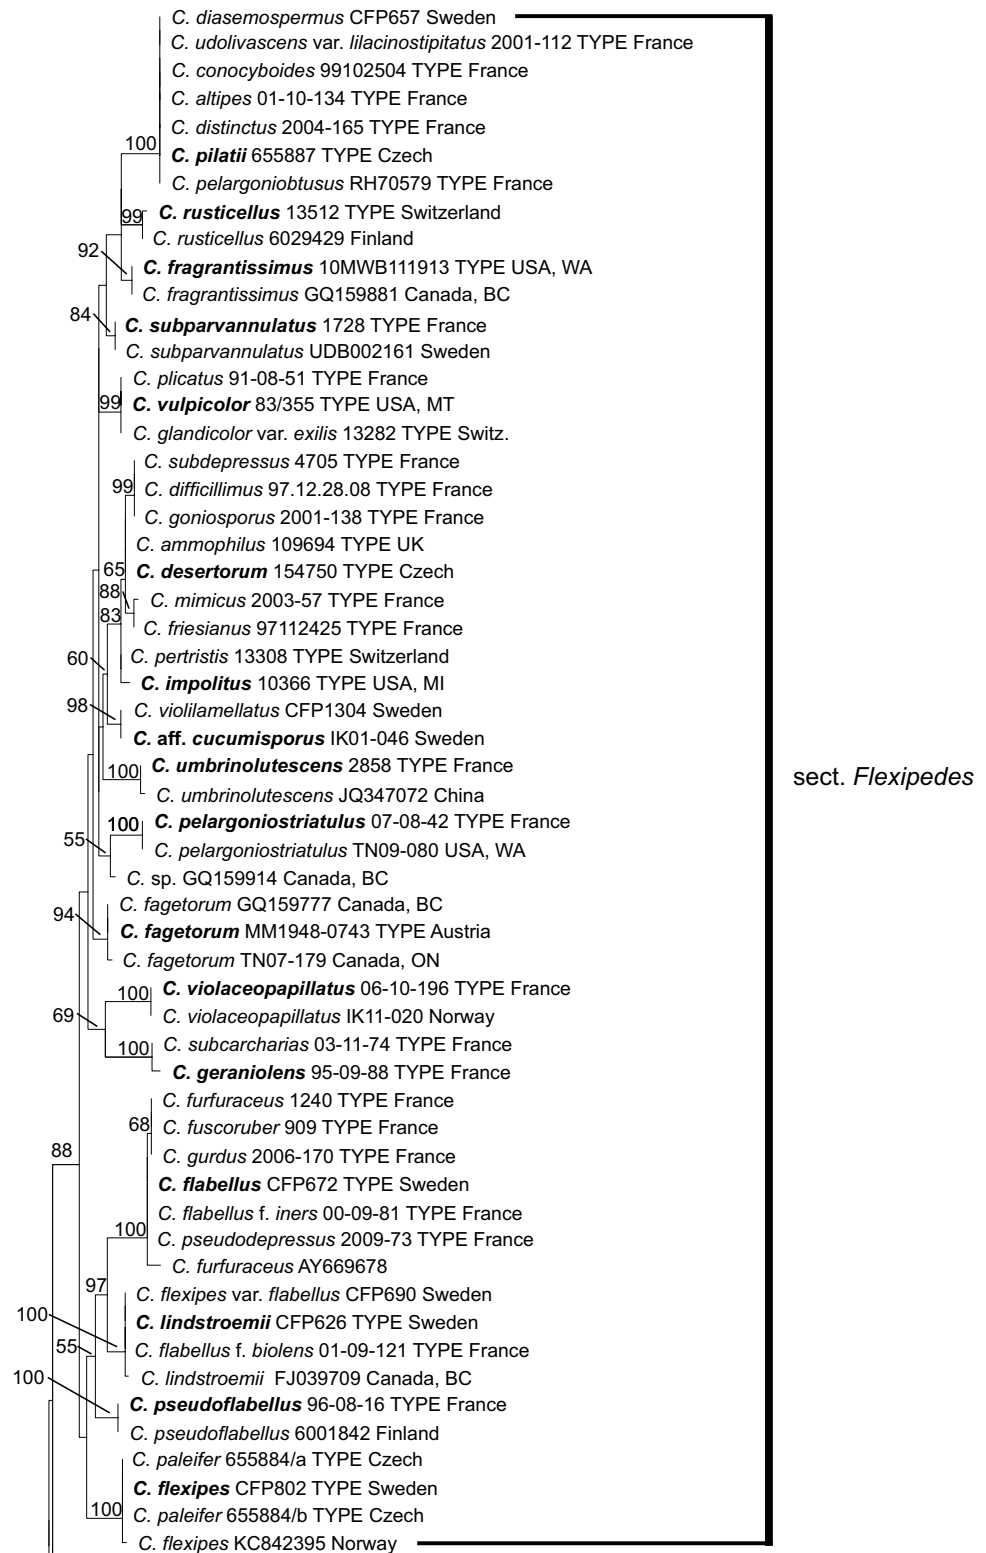 C. diasemospermus CFP657 Sweden
C. udolivascens var. lilacinostipitatus 2001-112 TYPE France
C. conocyboides 99102504 TYPE France
C. altipes 01-10-134 TYPE France
C. distinctus 2004-165 TYPE France
100
C. pilatii 655887 TYPE Czech
C. pelargoniobtusus RH70579 TYPE France
99
C. rusticellus 13512 TYPE Switzerland
C. rusticellus 6029429 Finland
92
C. fragrantissimus 10MWB111913 TYPE USA, WA
C. fragrantissimus GQ159881 Canada, BC
84
C. subparvannulatus 1728 TYPE France
C. subparvannulatus UDB002161 Sweden
C. plicatus 91-08-51 TYPE France
99
C. vulpicolor 83/355 TYPE USA, MT
C. glandicolor var. exilis 13282 TYPE Switz.
C. subdepressus 4705 TYPE France
99
C. difficillimus 97.12.28.08 TYPE France
C. goniosporus 2001-138 TYPE France
C. ammophilus 109694 TYPE UK
65
C. desertorum 154750 TYPE Czech
88
C. mimicus 2003-57 TYPE France
83
C. friesianus 97112425 TYPE France
60
C. pertristis 13308 TYPE Switzerland
C. impolitus 10366 TYPE USA, MI
98
C. violilamellatus CFP1304 Sweden
C. aff. cucumisporus IK01-046 Sweden
100
C. umbrinolutescens 2858 TYPE France
sect. Flexipedes
C. umbrinolutescens JQ347072 China
100
C. pelargoniostriatulus 07-08-42 TYPE France
55
C. pelargoniostriatulus TN09-080 USA, WA
C. sp. GQ159914 Canada, BC
C. fagetorum GQ159777 Canada, BC
94
C. fagetorum MM1948-0743 TYPE Austria
C. fagetorum TN07-179 Canada, ON
100
C. violaceopapillatus 06-10-196 TYPE France
69
C. violaceopapillatus IK11-020 Norway
100
C. subcarcharias 03-11-74 TYPE France
C. geraniolens 95-09-88 TYPE France
C. furfuraceus 1240 TYPE France
68
C. fuscoruber 909 TYPE France
88
C. gurdus 2006-170 TYPE France
C. flabellus CFP672 TYPE Sweden
C. flabellus f. iners 00-09-81 TYPE France
100
C. pseudodepressus 2009-73 TYPE France
C. furfuraceus AY669678
97
C. flexipes var. flabellus CFP690 Sweden
100
C. lindstroemii CFP626 TYPE Sweden
55
C. flabellus f. biolens 01-09-121 TYPE France
100
C. lindstroemii FJ039709 Canada, BC
C. pseudoflabellus 96-08-16 TYPE France
C. pseudoflabellus 6001842 Finland
C. paleifer 655884/a TYPE Czech
C. flexipes CFP802 TYPE Sweden
100
C. paleifer 655884/b TYPE Czech
C. flexipes KC842395 Norway